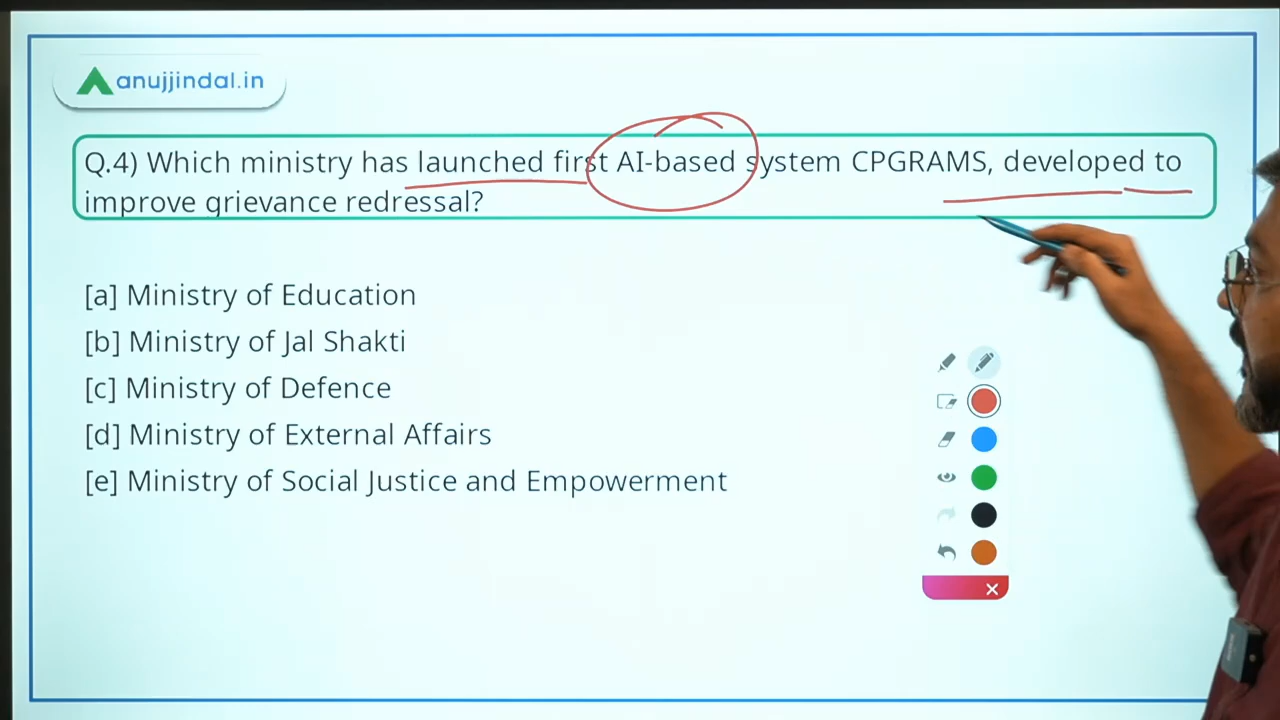 anujjindal.in
Q.4) Which ministry has launched first AI-based system CPGRAMS, developed to
improve grievance redressal?
[a] Ministry of Education
[b] Ministry of Jal Shakti
[c] Ministry of Defence
[d] Ministry of External Affairs
[e] Ministry of Social Justice and Empowerment